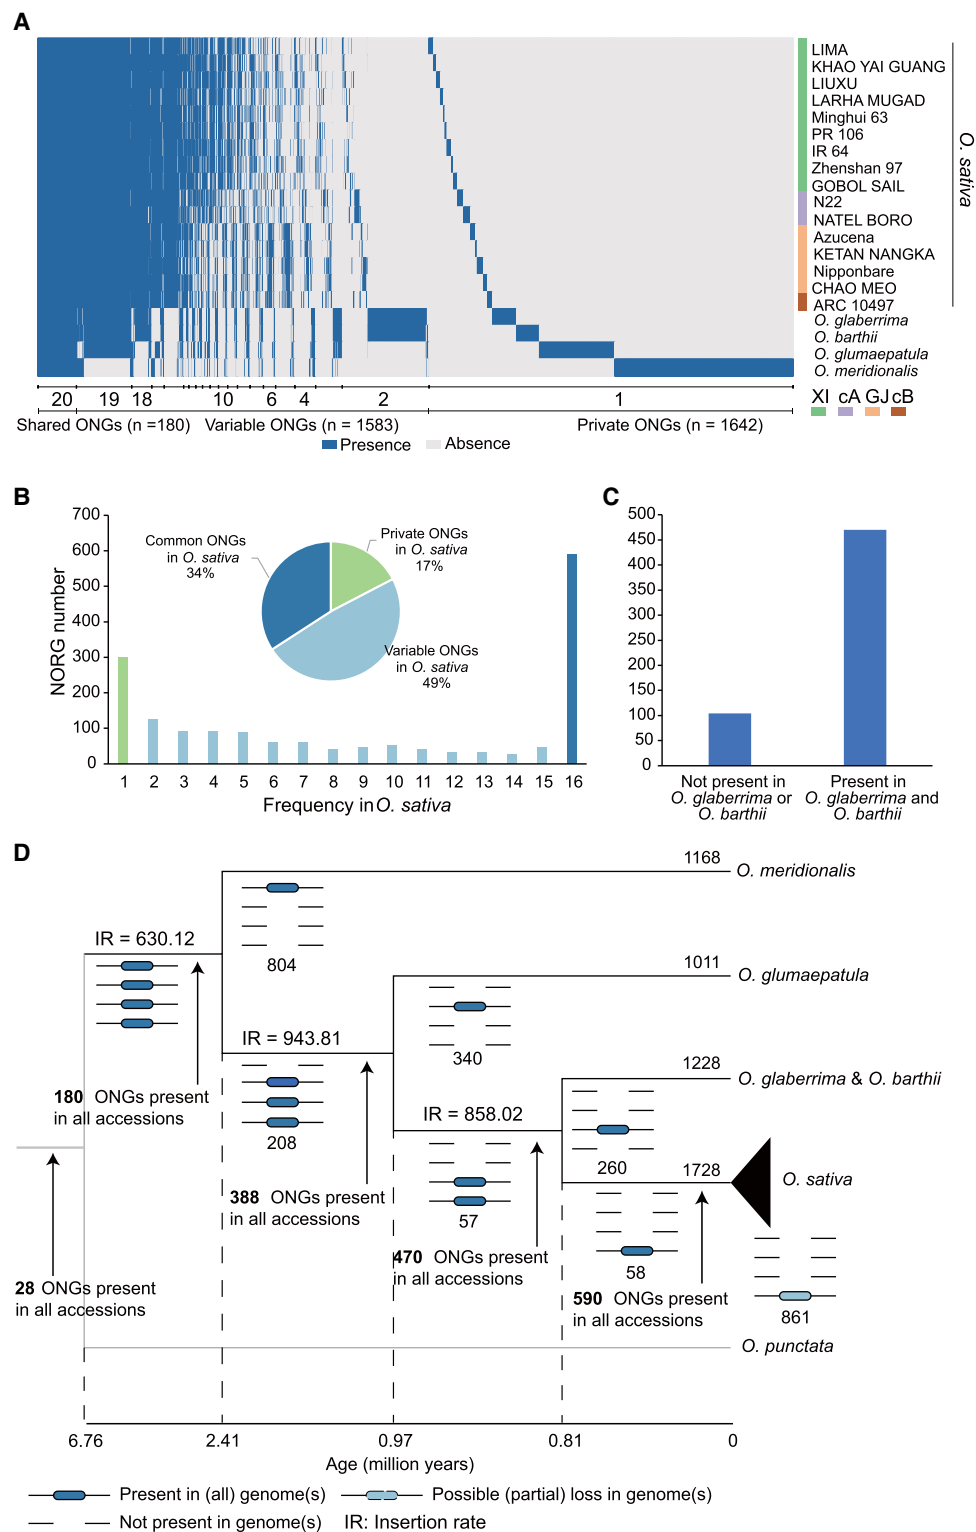 A
LIMA
KHAO YAI GUANG
LIUXU
LARHA MUGAD
Minghui 63
PR 106
IR 64
Zhenshan 97
GOBOL SAIL
N22
NATEL BORO
Azucena
KETAN NANGKA
Nipponbare
CHAO MEO
ARC 10497
O. glaberrima
O. barthii
O. glumaepatula
O. meridionalis
O. sativa
20 19 18 10 6 4 2 1
Shared ONGs (n =180) Variable ONGs (n = 1583) Private ONGs (n = 1642)
Presence Absence
XI cA GJ cB
B
NORG number
700
600
500
400
300
200
100
0
1 2 3 4 5 6 7 8 9 10 11 12 13 14 15 16
Frequency in O. sativa
Common ONGs
in O. sativa
34%
Private ONGs
in O. sativa
17%
Variable ONGs
in O. sativa
49%
C
500
450
400
350
300
250
200
150
100
50
0
Not present in
O. glaberrima or
O. barthii
Present in
O. glaberrima and
O. barthii
D
1168
O. meridionalis
IR = 630.12
804
1011
O. glumaepatula
IR = 943.81
340
1228
O. glaberrima & O. barthii
180 ONGs present
in all accessions
IR = 858.02
208
260
1728
O. sativa
388 ONGs present
in all accessions
57
470 ONGs present
in all accessions
58
28 ONGs present
in all accessions
590 ONGs present
in all accessions
861
O. punctata
6.76 2.41 0.97 0.81 0
Age (million years)
Present in (all) genome(s) Possible (partial) loss in genome(s)
Not present in genome(s) IR: Insertion rate